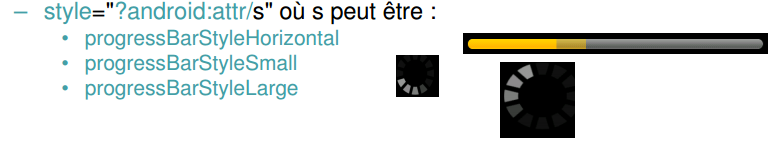 – style="?android:attr/s" où s peut être :
• progressBarStyleHorizontal
• progressBarStyleSmall
• progressBarStyleLarge